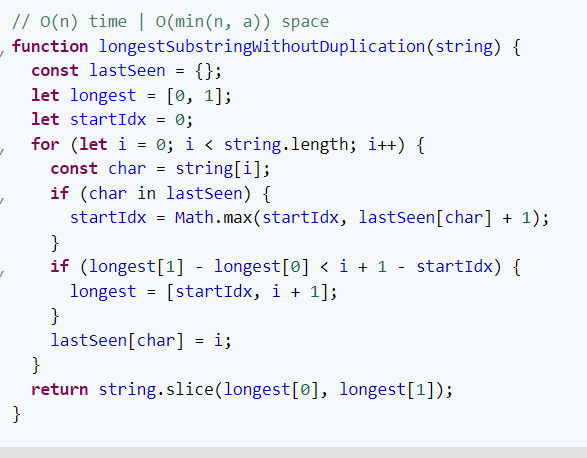 // O(n) time | O(min(n, a)) space
function longestSubstringWithoutDuplication(string) {
  const lastSeen = {};
  let longest = [0, 1];
  let startIdx = 0;
  for (let i = 0; i < string.length; i++) {
    const char = string[i];
    if (char in lastSeen) {
      startIdx = Math.max(startIdx, lastSeen[char] + 1);
    }
    if (longest[1] - longest[0] < i + 1 - startIdx) {
      longest = [startIdx, i + 1];
    }
    lastSeen[char] = i;
  }
  return string.slice(longest[0], longest[1]);
}